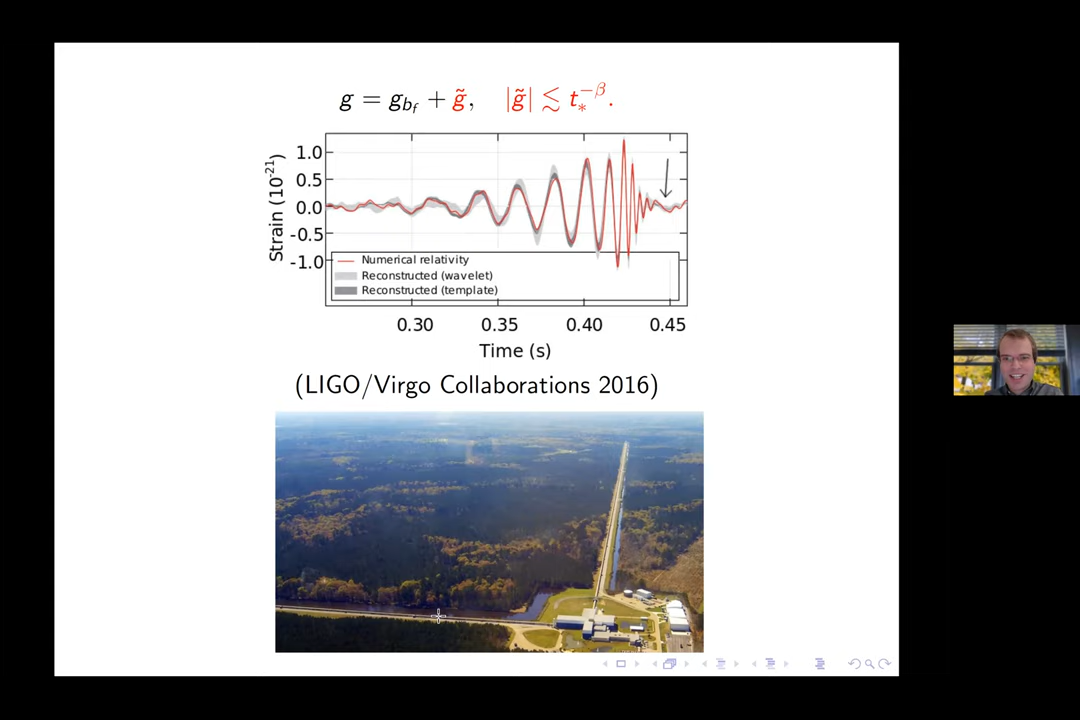 g = g_{b_f} + g̃, |g̃| ≲ t_*^{−β}.
1.0
0.5
0.0
-0.5
-1.0
Strain (10^{-21})
Numerical relativity
Reconstructed (wavelet)
Reconstructed (template)
0.30 0.35 0.40 0.45
Time (s)
(LIGO/Virgo Collaborations 2016)